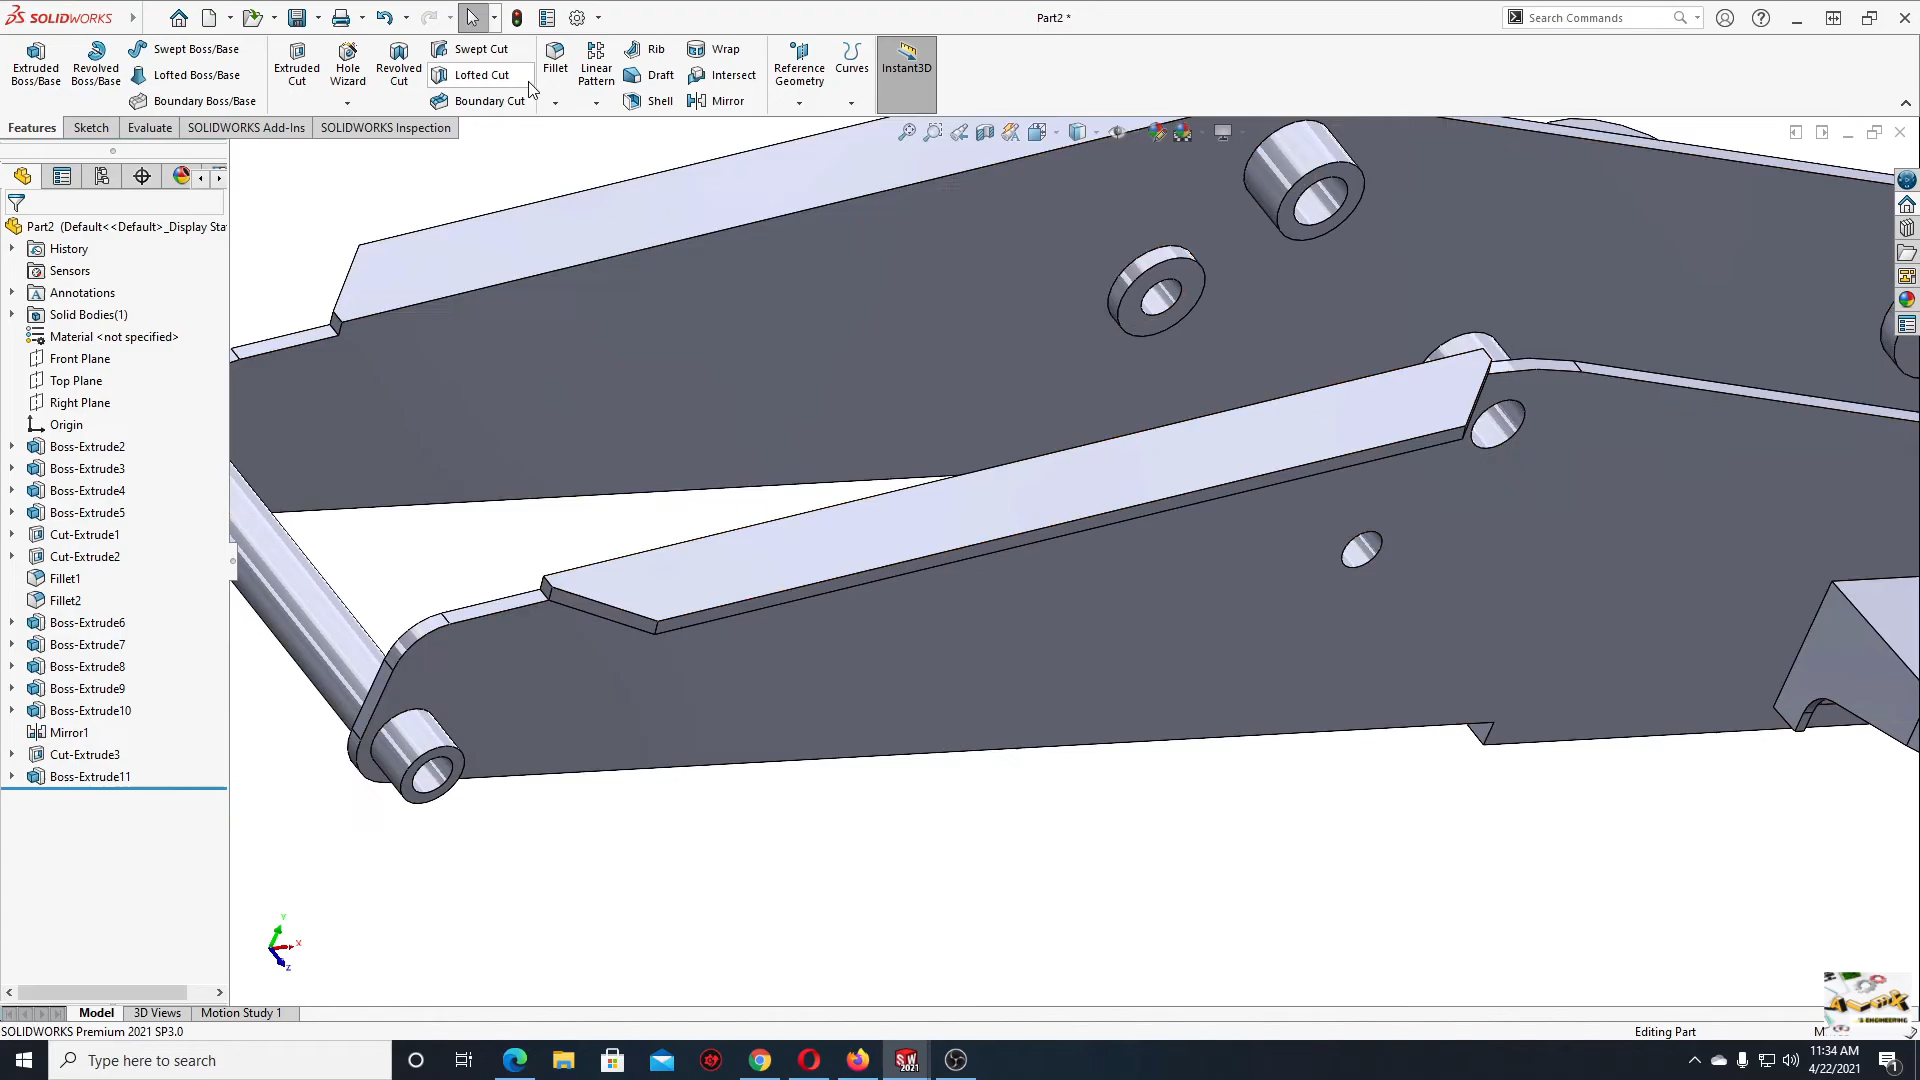 SOLIDWORKS
Part2 *
Search Commands
Extruded Boss/Base
Revolved Boss/Base
Swept Boss/Base
Lofted Boss/Base
Boundary Boss/Base
Extruded Cut
Hole Wizard
Revolved Cut
Swept Cut
Lofted Cut
Boundary Cut
Fillet
Linear Pattern
Rib
Draft
Shell
Wrap
Intersect
Mirror
Reference Geometry
Curves
Instant3D
Features
Sketch
Evaluate
SOLIDWORKS Add-Ins
SOLIDWORKS Inspection
Part2 (Default<<Default>_Display Sta
History
Sensors
Annotations
Solid Bodies(1)
Material <not specified>
Front Plane
Top Plane
Right Plane
Origin
Boss-Extrude2
Boss-Extrude3
Boss-Extrude4
Boss-Extrude5
Cut-Extrude1
Cut-Extrude2
Fillet1
Fillet2
Boss-Extrude6
Boss-Extrude7
Boss-Extrude8
Boss-Extrude9
Boss-Extrude10
Mirror1
Cut-Extrude3
Boss-Extrude11
Y
X
Z
Model
3D Views
Motion Study 1
SOLIDWORKS Premium 2021 SP3.0
Editing Part
Type here to search
11:34 AM
4/22/2021